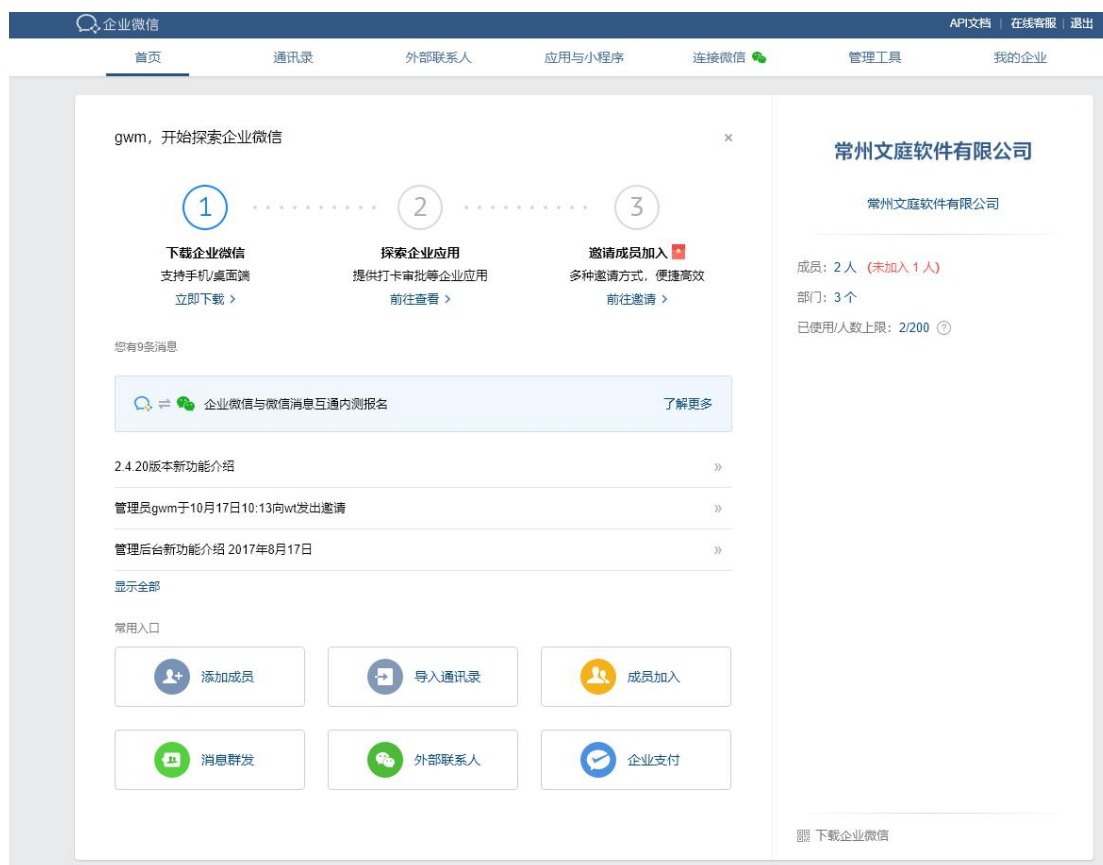 企业微信
API文档 | 在线客服 | 退出
首页 通讯录 外部联系人 应用与小程序 连接微信 管理工具 我的企业
gwm，开始探索企业微信 ×
1 2 3
下载企业微信 探索企业应用 邀请成员加入
支持手机/桌面端 提供打卡审批等企业应用 多种邀请方式，便捷高效
立即下载 > 前往查看 > 前往邀请 >
您有9条消息
企业微信与微信消息互通内测报名 了解更多
2.4.20版本新功能介绍 »
管理员gwm于10月17日10:13向wt发出邀请 »
管理后台新功能介绍 2017年8月17日 »
显示全部
常用入口
添加成员 导入通讯录 成员加入
消息群发 外部联系人 企业支付
常州文庭软件有限公司
常州文庭软件有限公司
成员：2人 (未加入 1 人)
部门：3个
已使用/人数上限：2/200 ?
下载企业微信